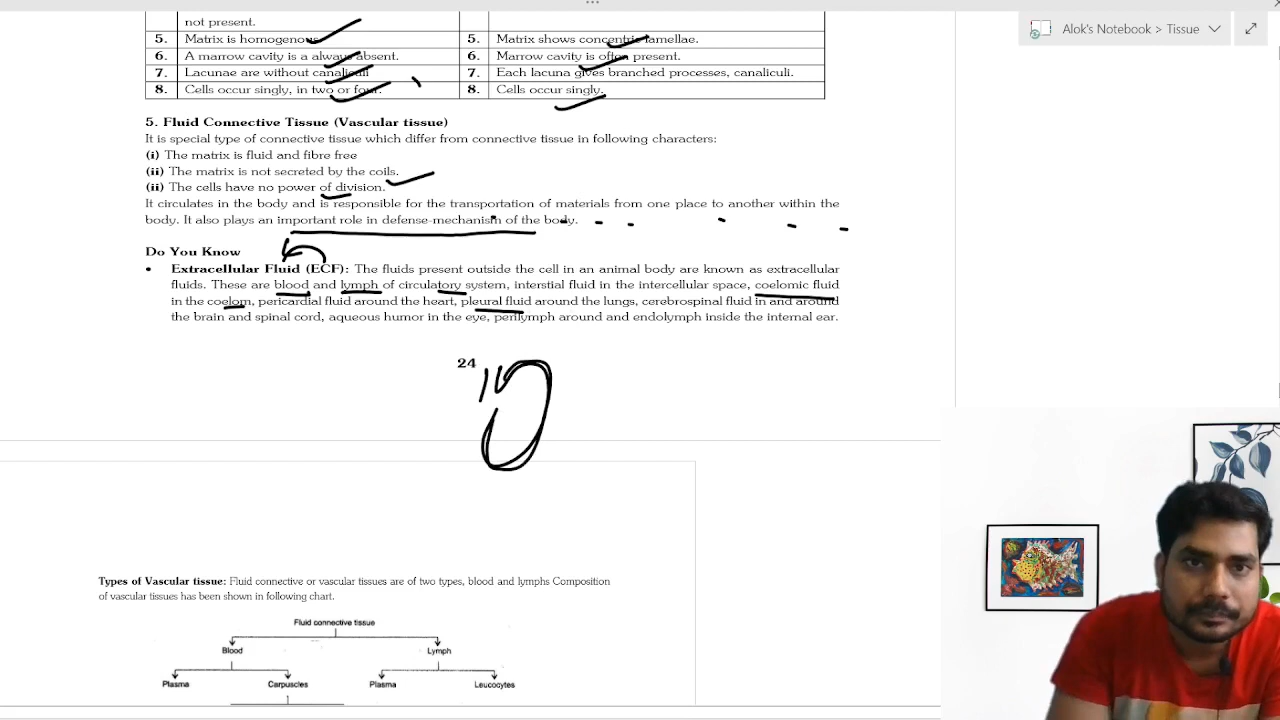 Alok's Notebook > Tissue
not present.
5. Matrix is homogenous. 5. Matrix shows concentric lamellae.
6. A marrow cavity is a always absent. 6. Marrow cavity is often present.
7. Lacunae are without canaliculi 7. Each lacuna gives branched processes, canaliculi.
8. Cells occur singly, in two or four. 8. Cells occur singly.
5. Fluid Connective Tissue (Vascular tissue)
It is special type of connective tissue which differ from connective tissue in following characters:
(i) The matrix is fluid and fibre free
(ii) The matrix is not secreted by the coils.
(ii) The cells have no power of division.
It circulates in the body and is responsible for the transportation of materials from one place to another within the
body. It also plays an important role in defense-mechanism of the body.
Do You Know
• Extracellular Fluid (ECF): The fluids present outside the cell in an animal body are known as extracellular
fluids. These are blood and lymph of circulatory system, interstial fluid in the intercellular space, coelomic fluid
in the coelom, pericardial fluid around the heart, pleural fluid around the lungs, cerebrospinal fluid in and around
the brain and spinal cord, aqueous humor in the eye, perilymph around and endolymph inside the internal ear.
24
Types of Vascular tissue: Fluid connective or vascular tissues are of two types, blood and lymphs Composition
of vascular tissues has been shown in following chart.
Fluid connective tissue
Blood Lymph
Plasma Carpuscles Plasma Leucocytes